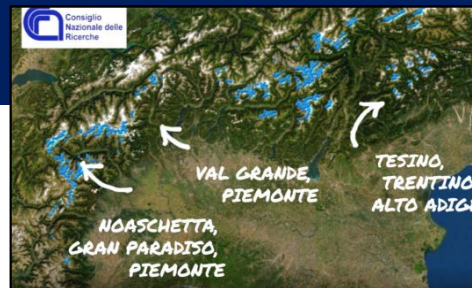 Consiglio
Nazionale delle
Ricerche
VAL GRANDE,
PIEMONTE
TESINO,
TRENTINO
ALTO ADIGE
NOASCHETTA,
GRAN PARADISO,
PIEMONTE